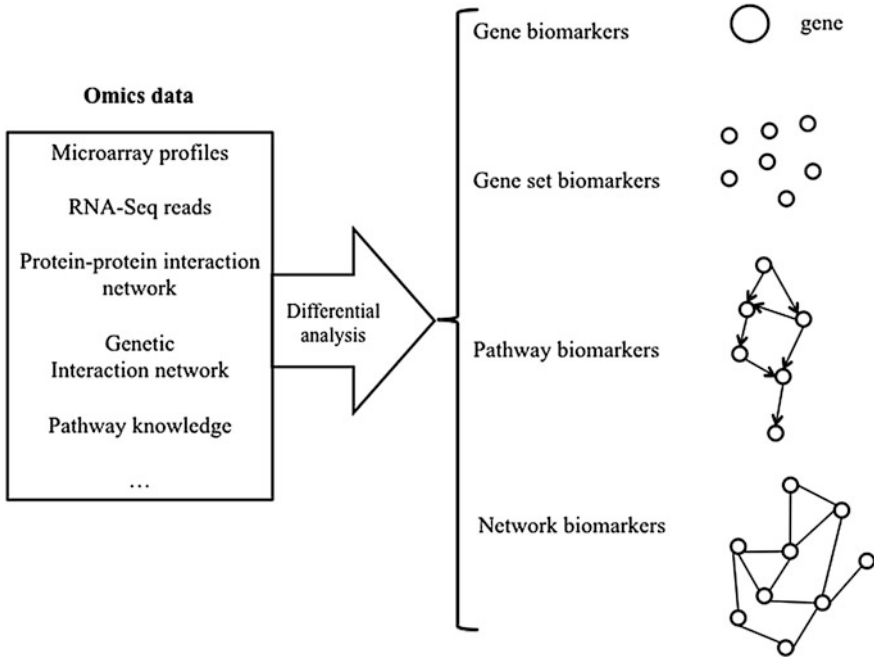 Omics data
Microarray profiles
RNA-Seq reads
Protein-protein interaction
network
Genetic
Interaction network
Pathway knowledge
...
Differential
analysis
Gene biomarkers
gene
Gene set biomarkers
Pathway biomarkers
Network biomarkers